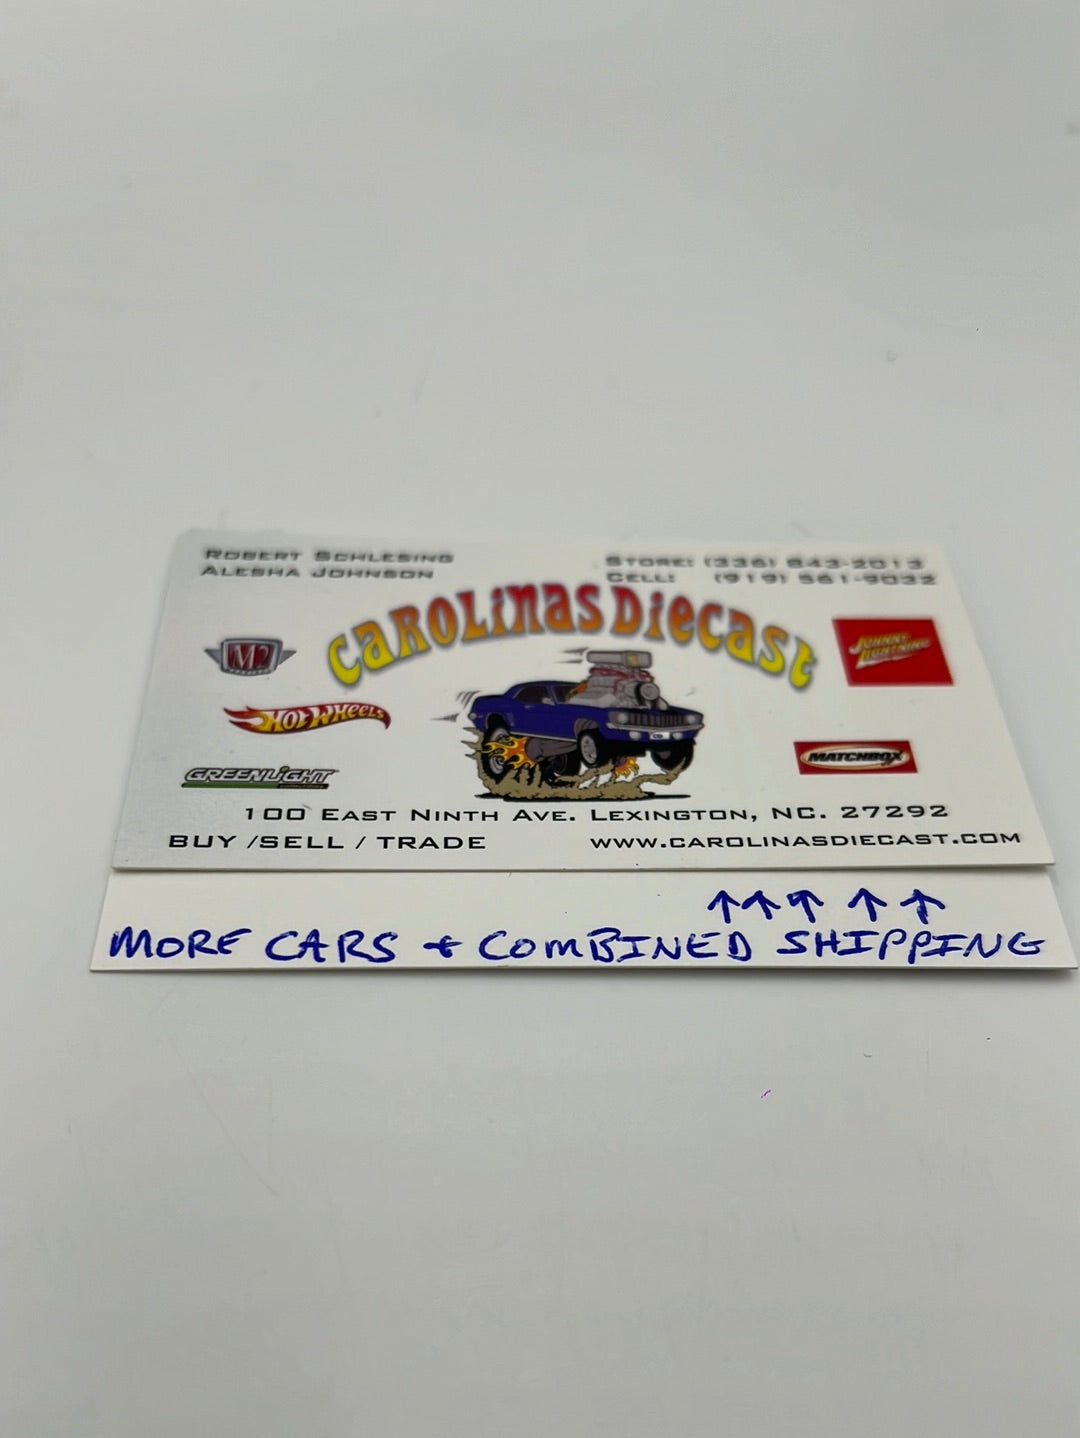 ROBERT SCHLESING
ALESHA JOHNSON
STORE: (336) 843-2013
CELL: (919) 561-9032
CAROLINAS DIECAST
M2
JOHNNY LIGHTNING
HOT WHEELS
MATCHBOX
GREENLIGHT
100 EAST NINTH AVE. LEXINGTON, NC. 27292
BUY /SELL / TRADE
WWW.CAROLINASDIECAST.COM
↑↑↑ ↑ ↑
MORE CARS + COMBINED SHIPPING